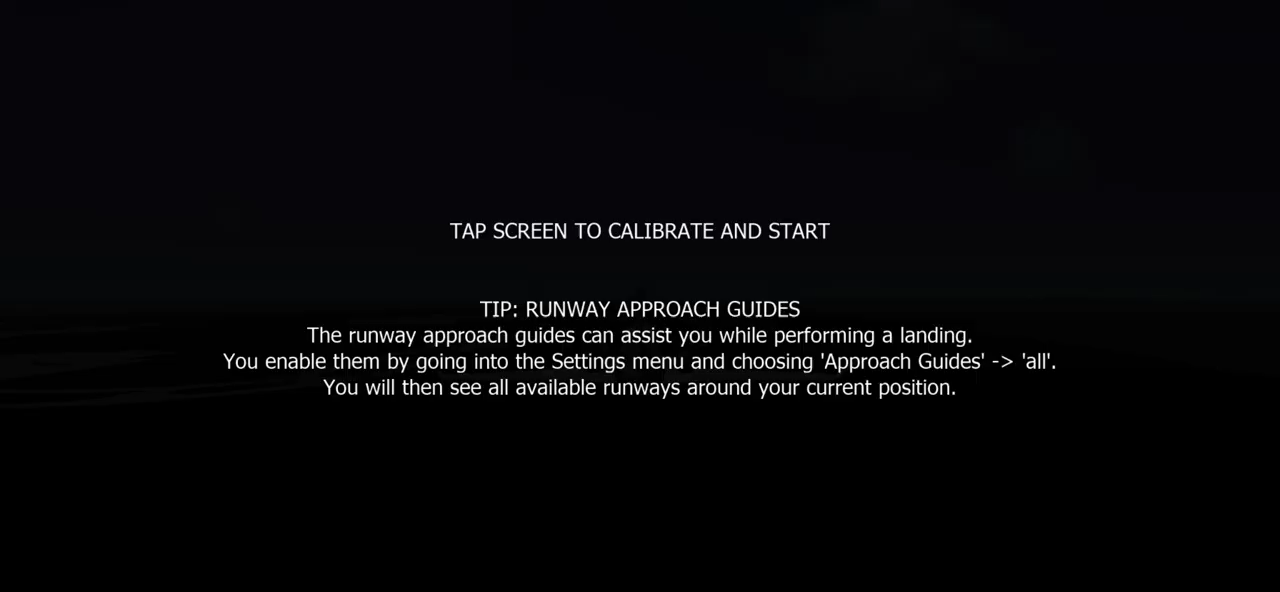 TAP SCREEN TO CALIBRATE AND START
TIP: RUNWAY APPROACH GUIDES
The runway approach guides can assist you while performing a landing.
You enable them by going into the Settings menu and choosing 'Approach Guides' -> 'all'.
You will then see all available runways around your current position.